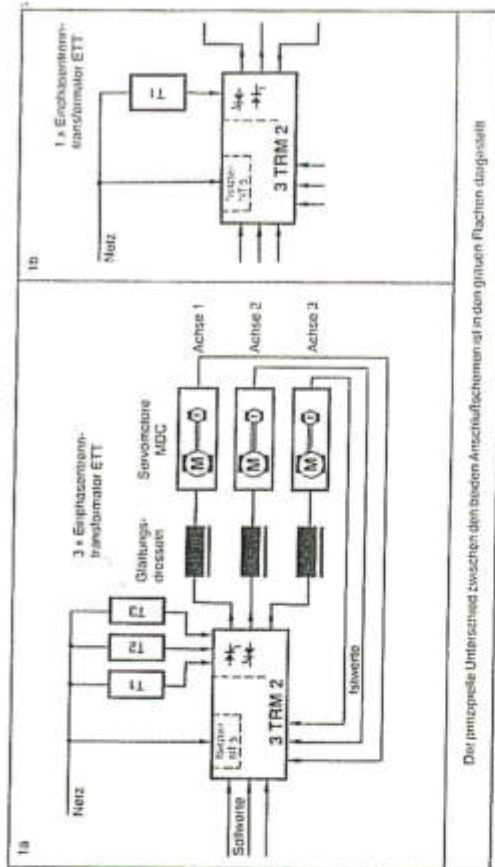 1a
Netz
3 x Einphasentrenn-
transformator ETT
T1
T2
T3
Glättungs-
drosseln
Servomotore
MDC
3 TRM 2
Sollwerte
Istwerte
M
M
M
Achse 1
Achse 2
Achse 3
1b
Netz
1 x Einphasentrenn-
transformator ETT
T1
3 TRM 2
Der prinzipielle Unterschied zwischen den beiden Anschlußschemen ist in den grauen Flächen dargestellt